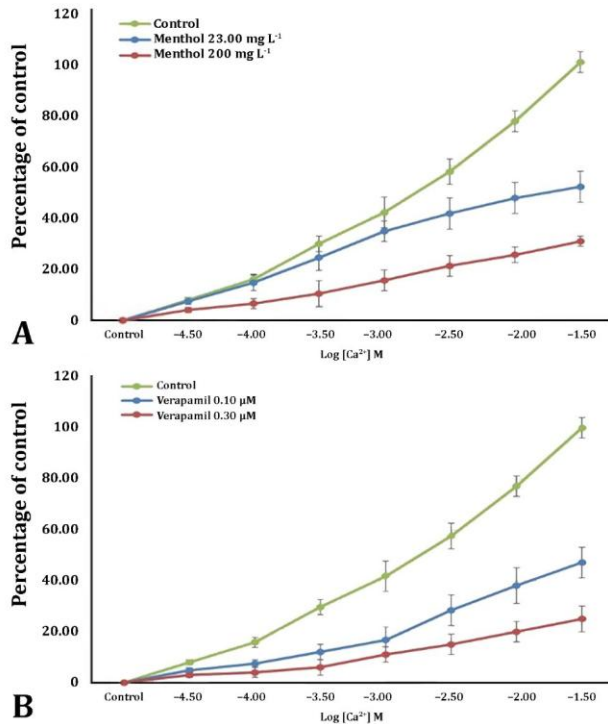 120
100
80.00
60.00
40.00
20.00
0
Percentage of control
Control
Menthol 23.00 mg L⁻¹
Menthol 200 mg L⁻¹
A
Control
−4.50
−4.00
−3.50
−3.00
−2.50
−2.00
−1.50
Log [Ca²⁺] M
120
100
80.00
60.00
40.00
20.00
0
Percentage of control
Control
Verapamil 0.10 µM
Verapamil 0.30 µM
B
Control
−4.50
−4.00
−3.50
−3.00
−2.50
−2.00
−1.50
Log [Ca²⁺] M